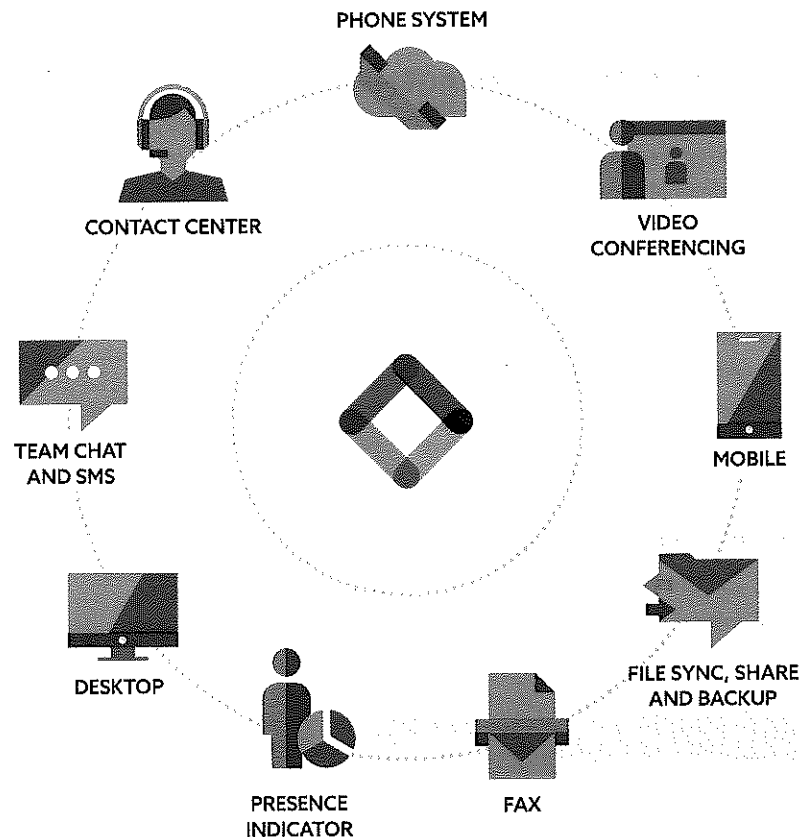 PHONE SYSTEM
CONTACT CENTER
VIDEO
CONFERENCING
TEAM CHAT
AND SMS
MOBILE
DESKTOP
FILE SYNC, SHARE
AND BACKUP
PRESENCE
INDICATOR
FAX